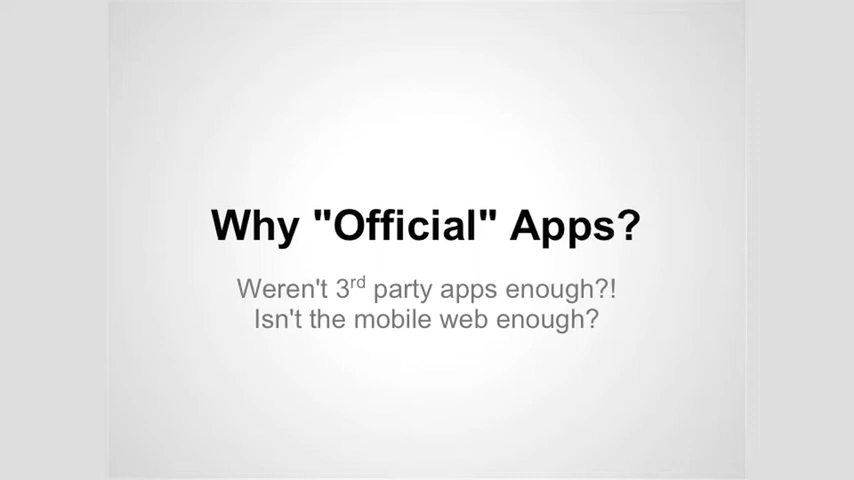 Why "Official" Apps?
Weren't 3rd party apps enough?!
Isn't the mobile web enough?